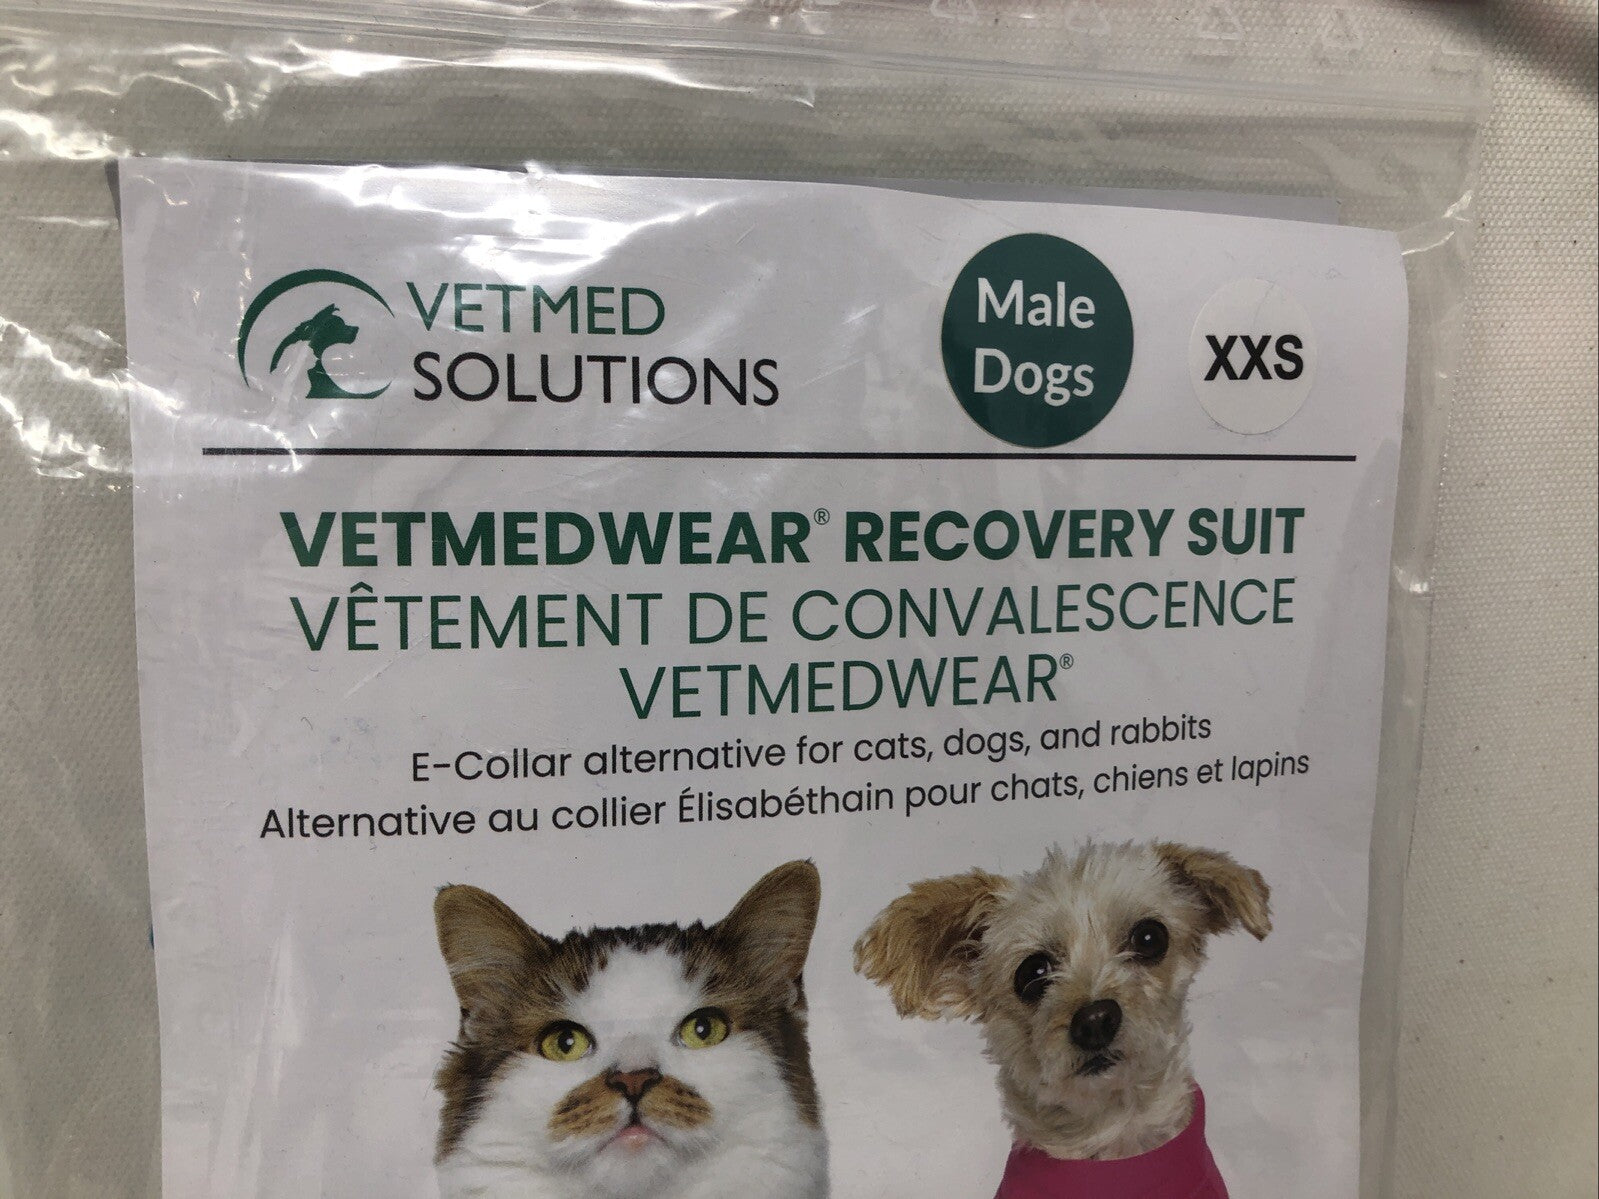 VETMED
SOLUTIONS
Male
Dogs
XXS
VETMEDWEAR® RECOVERY SUIT
VÊTEMENT DE CONVALESCENCE
VETMEDWEAR®
E-Collar alternative for cats, dogs, and rabbits
Alternative au collier Élisabéthain pour chats, chiens et lapins